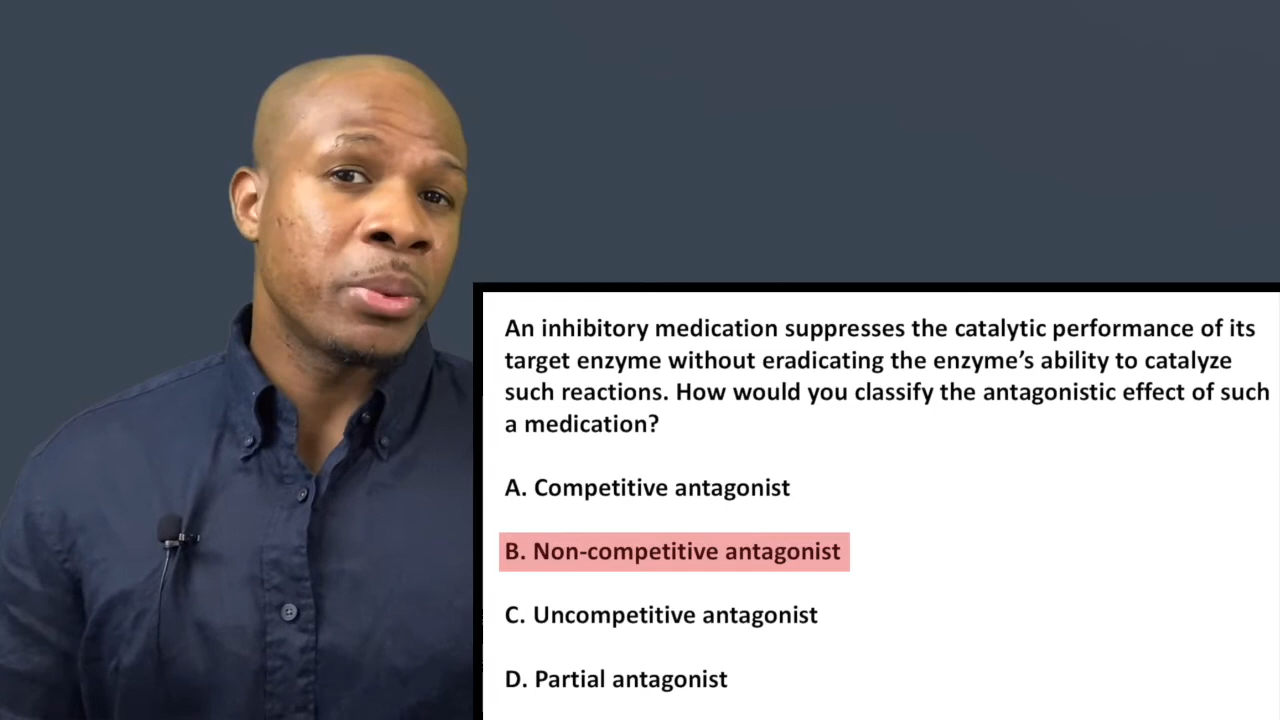 An inhibitory medication suppresses the catalytic performance of its
target enzyme without eradicating the enzyme’s ability to catalyze
such reactions. How would you classify the antagonistic effect of such
a medication?
A. Competitive antagonist
B. Non-competitive antagonist
C. Uncompetitive antagonist
D. Partial antagonist